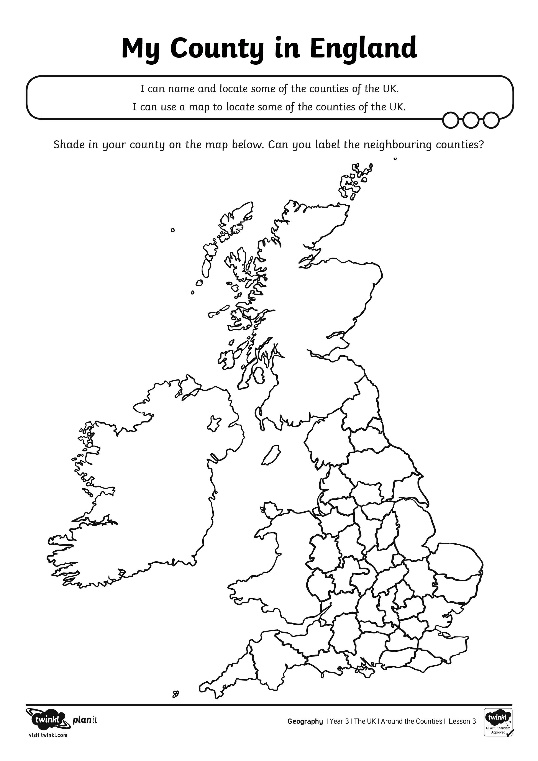 My County in England
I can name and locate some of the counties of the UK.
I can use a map to locate some of the counties of the UK.
Shade in your county on the map below. Can you label the neighbouring counties?
twinkl planit
visit twinkl.com
Geography | Year 3 | The UK | Around the Counties | Lesson 3
twinkl